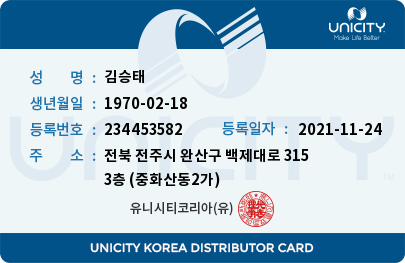 UNICITY
Make Life Better
성 명 : 김승태
생년월일 : 1970-02-18
등록번호 : 234453582 등록일자 : 2021-11-24
주 소 : 전북 전주시 완산구 백제대로 315
3층 (중화산동2가)
UNICITY
TM
유니시티코리아(유)
UNICITY KOREA DISTRIBUTOR CARD